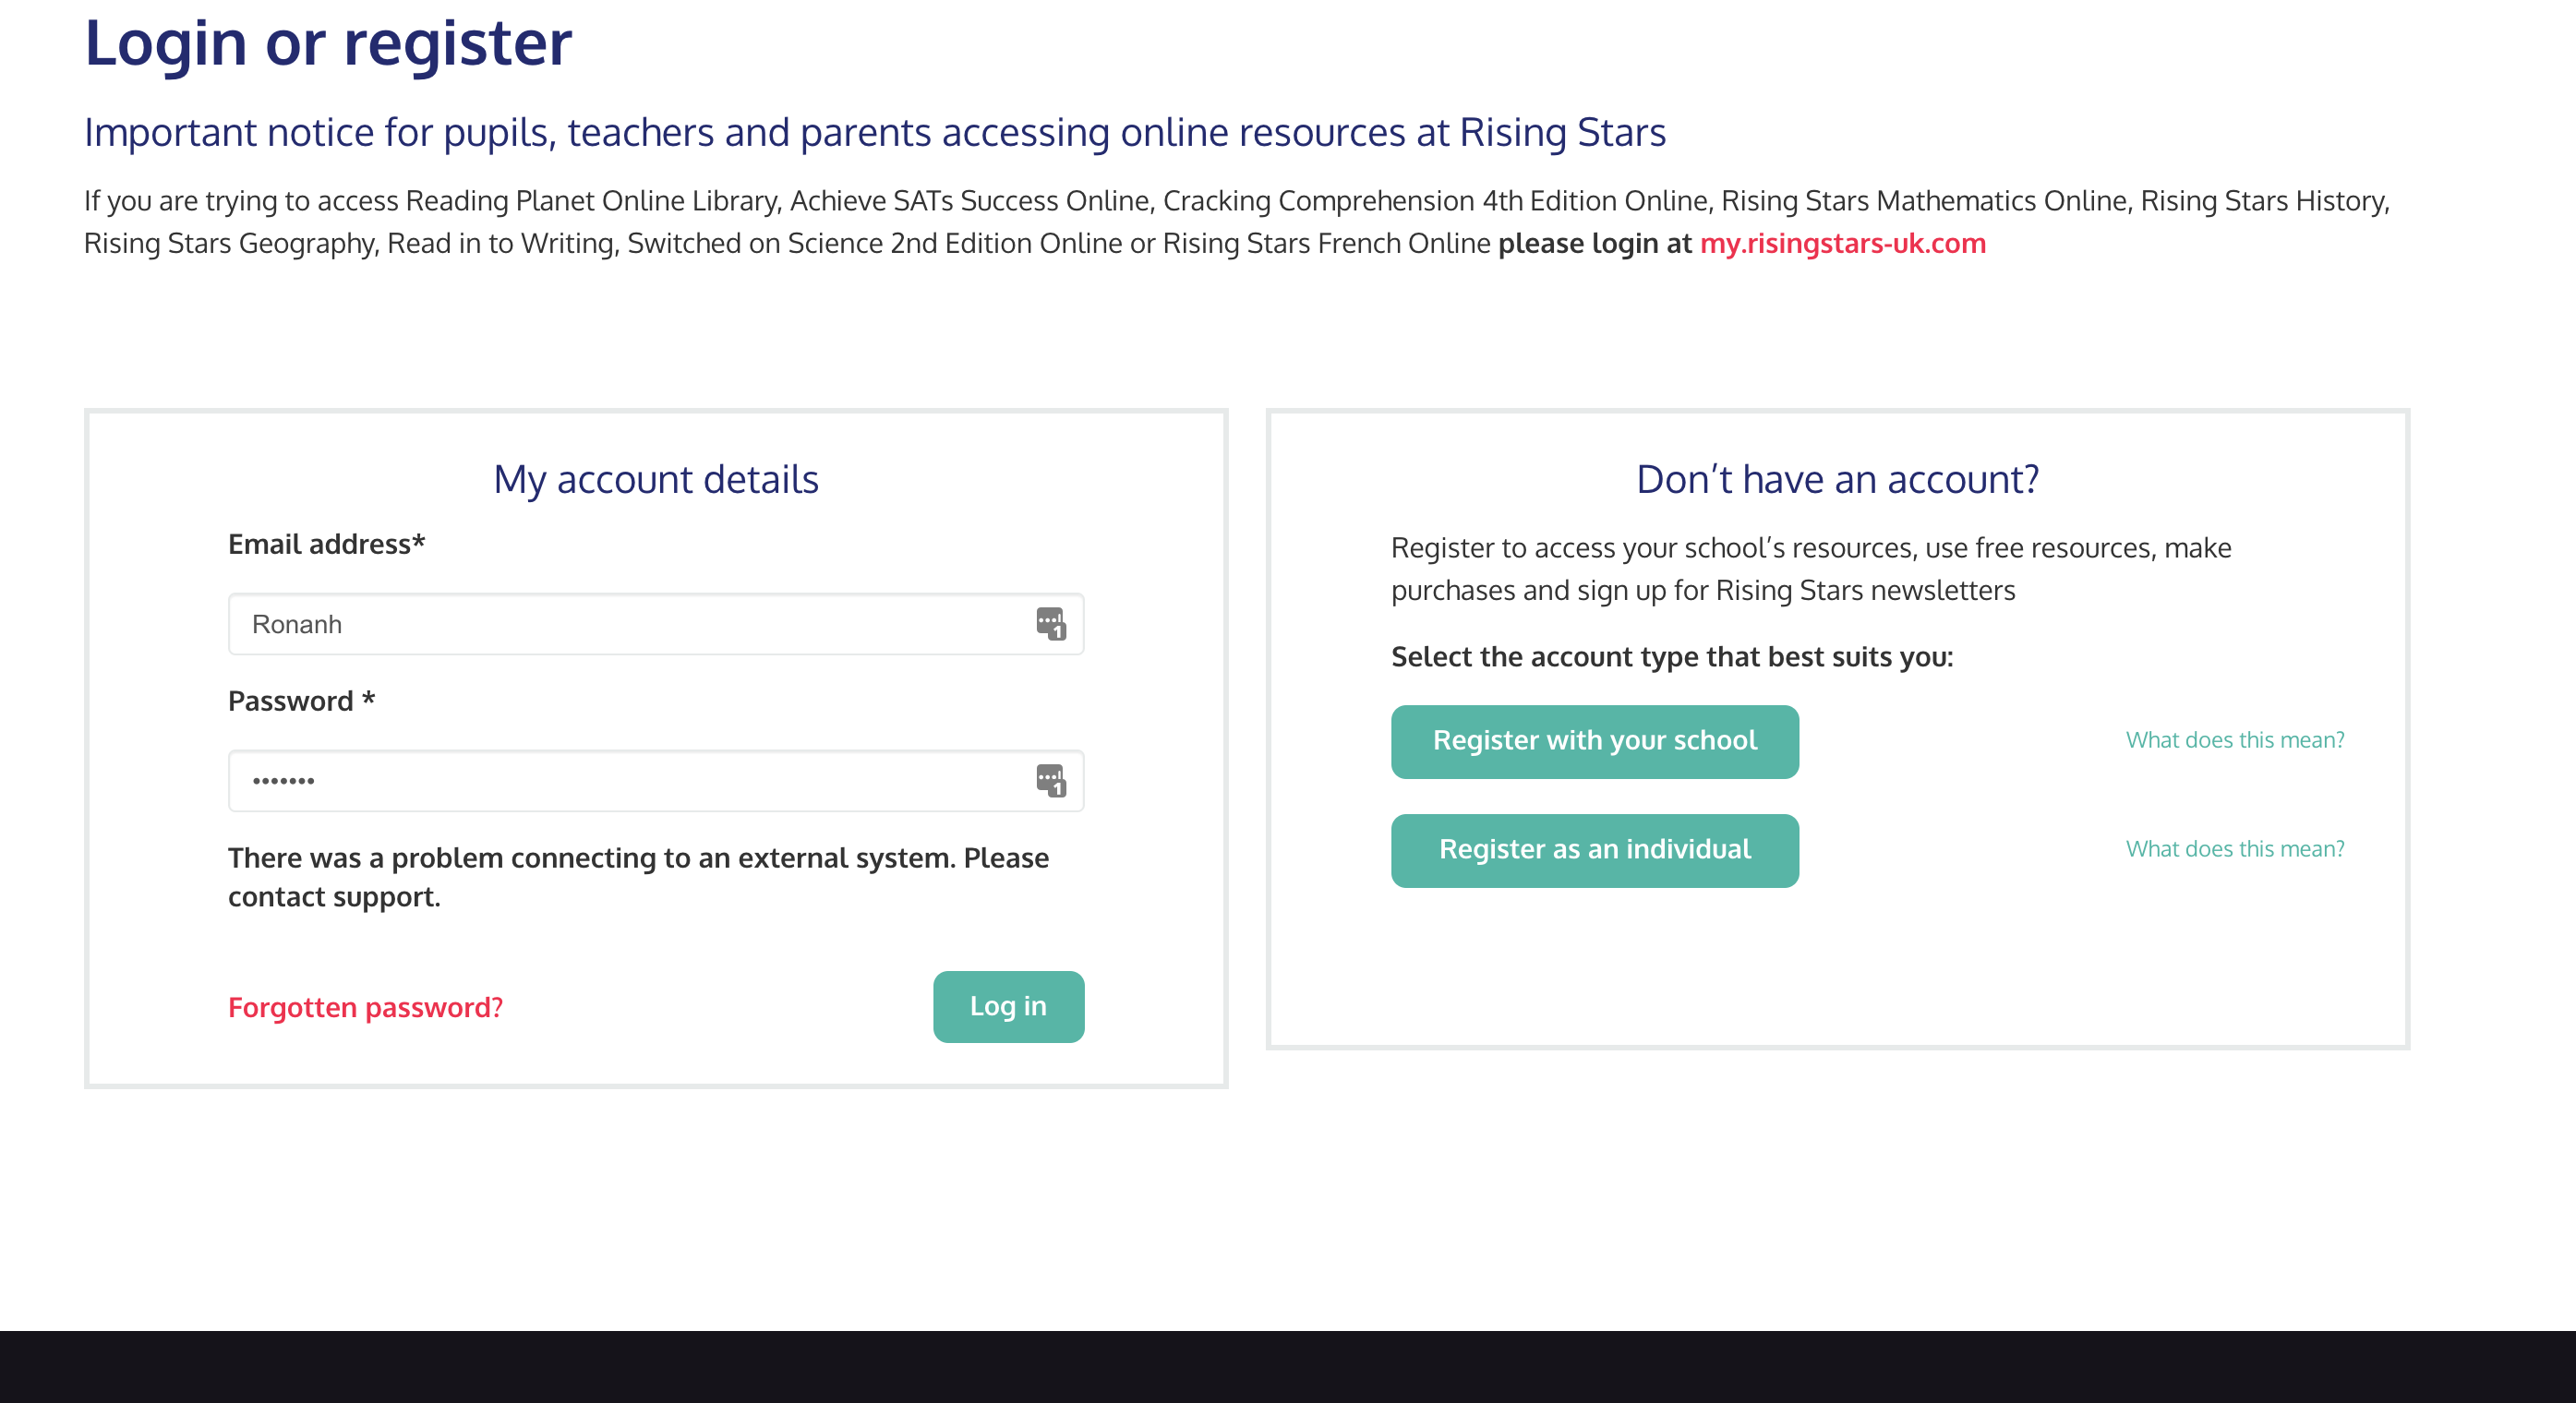 Login or register
Important notice for pupils, teachers and parents accessing online resources at Rising Stars
If you are trying to access Reading Planet Online Library, Achieve SATs Success Online, Cracking Comprehension 4th Edition Online, Rising Stars Mathematics Online, Rising Stars History,
Rising Stars Geography, Read in to Writing, Switched on Science 2nd Edition Online or Rising Stars French Online please login at my.risingstars-uk.com
My account details
Email address*
Ronanh
1
Password *
•••••••
1
There was a problem connecting to an external system. Please
contact support.
Forgotten password?
Log in
Don’t have an account?
Register to access your school’s resources, use free resources, make
purchases and sign up for Rising Stars newsletters
Select the account type that best suits you:
Register with your school
What does this mean?
Register as an individual
What does this mean?